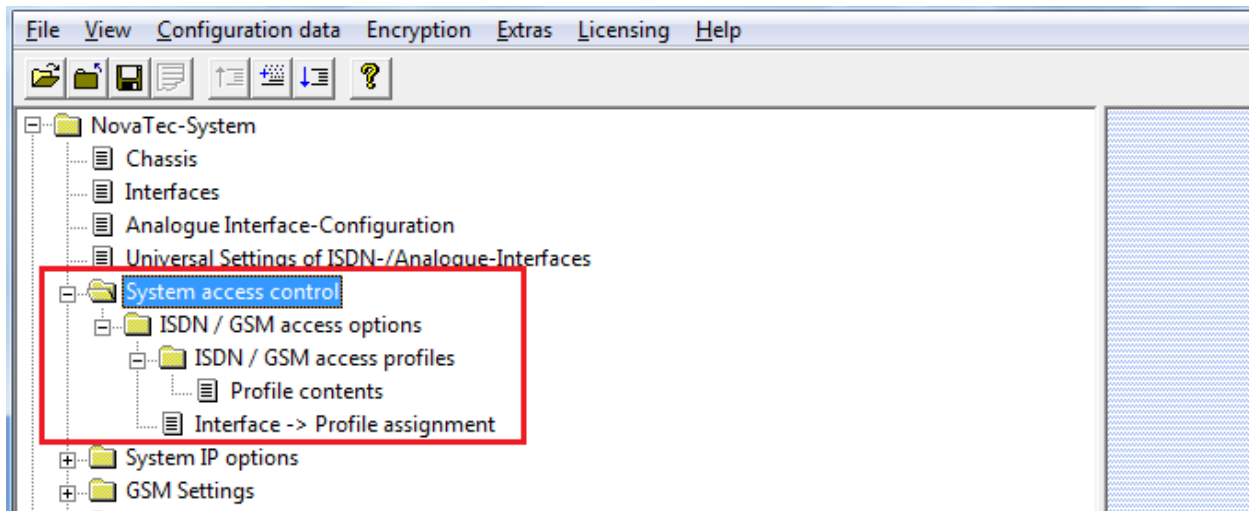 File View Configuration data Encryption Extras Licensing Help
NovaTec-System
Chassis
Interfaces
Analogue Interface-Configuration
Universal Settings of ISDN-/Analogue-Interfaces
System access control
ISDN / GSM access options
ISDN / GSM access profiles
Profile contents
Interface -> Profile assignment
System IP options
GSM Settings